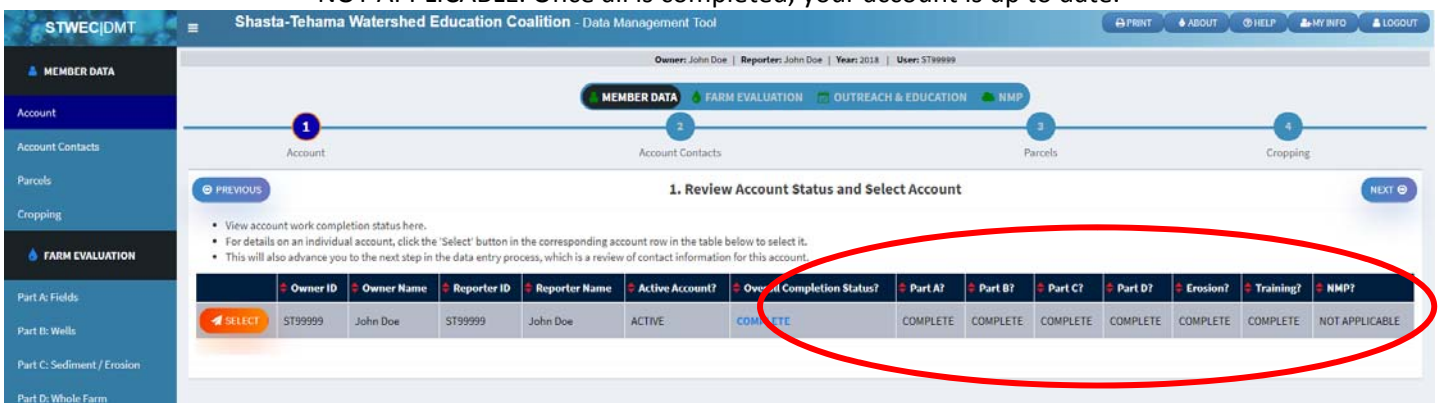 NOT APPLICABLE. Once all is completed, your account is up to date.
STWEC|DMT
Shasta-Tehama Watershed Education Coalition - Data Management Tool
PRINT
ABOUT
HELP
MY INFO
LOGOUT
Owner: John Doe | Reporter: John Doe | Year: 2018 | User: ST99999
MEMBER DATA
MEMBER DATA
FARM EVALUATION
OUTREACH & EDUCATION
NMP
Account
Account Contacts
Parcels
Cropping
FARM EVALUATION
Part A: Fields
Part B: Wells
Part C: Sediment / Erosion
Part D: Whole Farm
1
2
3
4
Account
Account Contacts
Parcels
Cropping
PREVIOUS
1. Review Account Status and Select Account
NEXT
• View account work completion status here.
• For details on an individual account, click the 'Select' button in the corresponding account row in the table below to select it.
• This will also advance you to the next step in the data entry process, which is a review of contact information for this account.
Owner ID Owner Name Reporter ID Reporter Name Active Account? Overall Completion Status? Part A? Part B? Part C? Part D? Erosion? Training? NMP?
SELECT ST99999 John Doe ST99999 John Doe ACTIVE COMPLETE COMPLETE COMPLETE COMPLETE COMPLETE COMPLETE COMPLETE NOT APPLICABLE